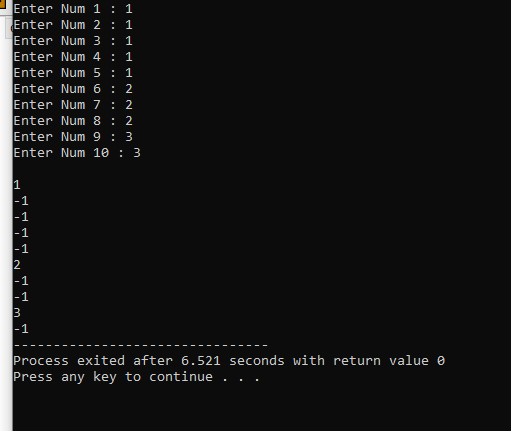 Enter Num 1 : 1
Enter Num 2 : 1
Enter Num 3 : 1
Enter Num 4 : 1
Enter Num 5 : 1
Enter Num 6 : 2
Enter Num 7 : 2
Enter Num 8 : 2
Enter Num 9 : 3
Enter Num 10 : 3
1
-1
-1
-1
-1
2
-1
-1
3
-1
--------------------------------
Process exited after 6.521 seconds with return value 0
Press any key to continue . . .